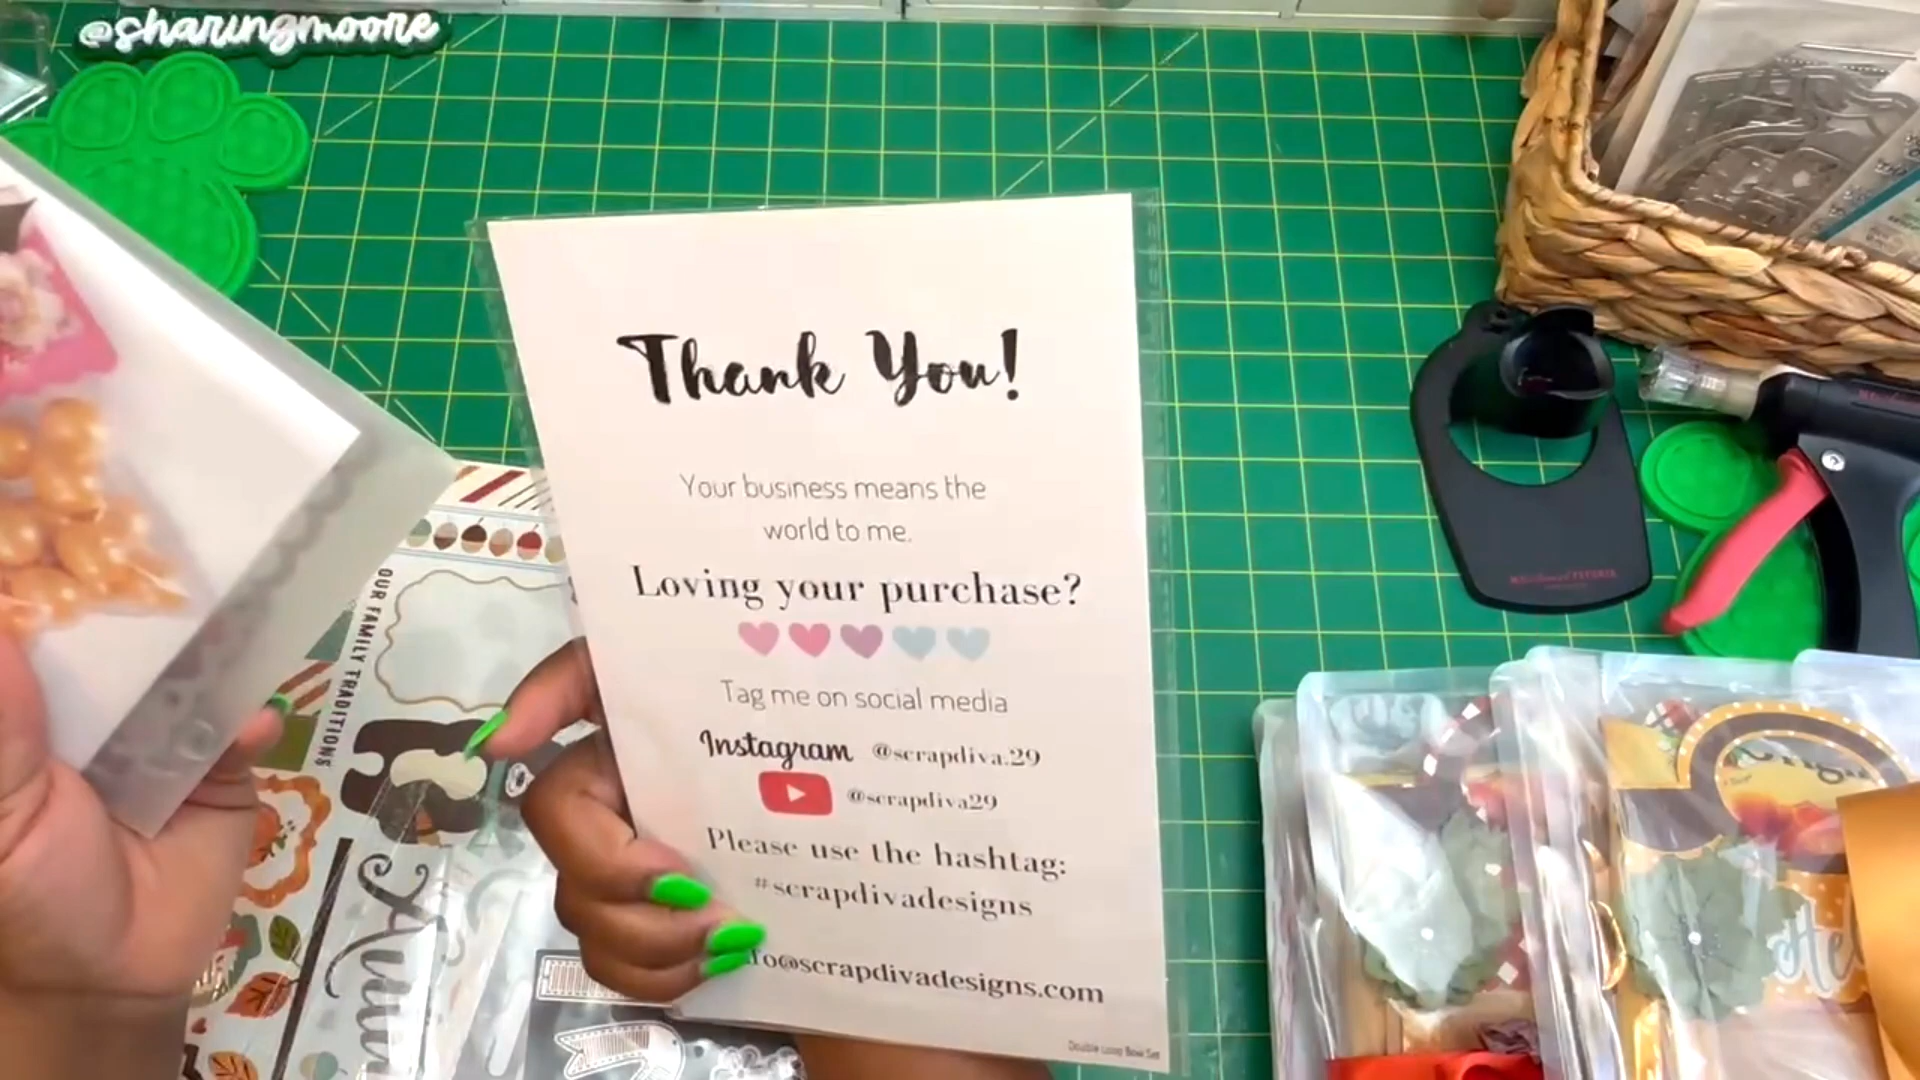 @sharingmoore
Thank You!
Your business means the
world to me.
Loving your purchase?
Tag me on social media
Instagram @scrapdiva.29
@scrapdiva29
Please use the hashtag:
#scrapdivadesigns
fo@scrapdivadesigns.com
Double Loop Bow Set
OUR FAMILY TRADITIONS